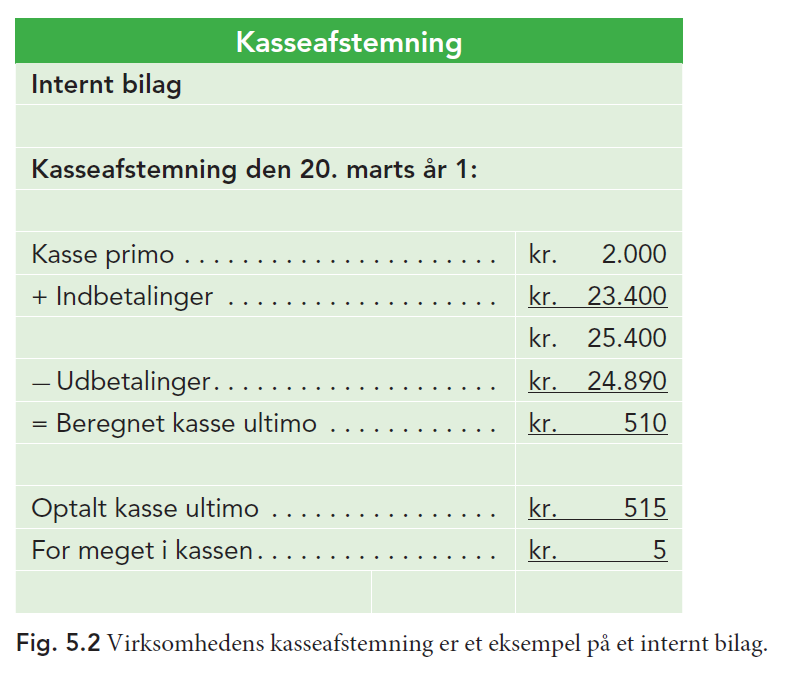 Kasseafstemning
Internt bilag
Kasseafstemning den 20. marts år 1:
Kasse primo . . . . . . . . . . . . . . . . . . . . . . kr. 2.000
+ Indbetalinger . . . . . . . . . . . . . . . . . . . kr. 23.400
kr. 25.400
— Udbetalinger. . . . . . . . . . . . . . . . . . . . kr. 24.890
= Beregnet kasse ultimo . . . . . . . . . . . . kr. 510
Optalt kasse ultimo . . . . . . . . . . . . . . . . kr. 515
For meget i kassen. . . . . . . . . . . . . . . . . kr. 5
Fig. 5.2 Virksomhedens kasseafstemning er et eksempel på et internt bilag.